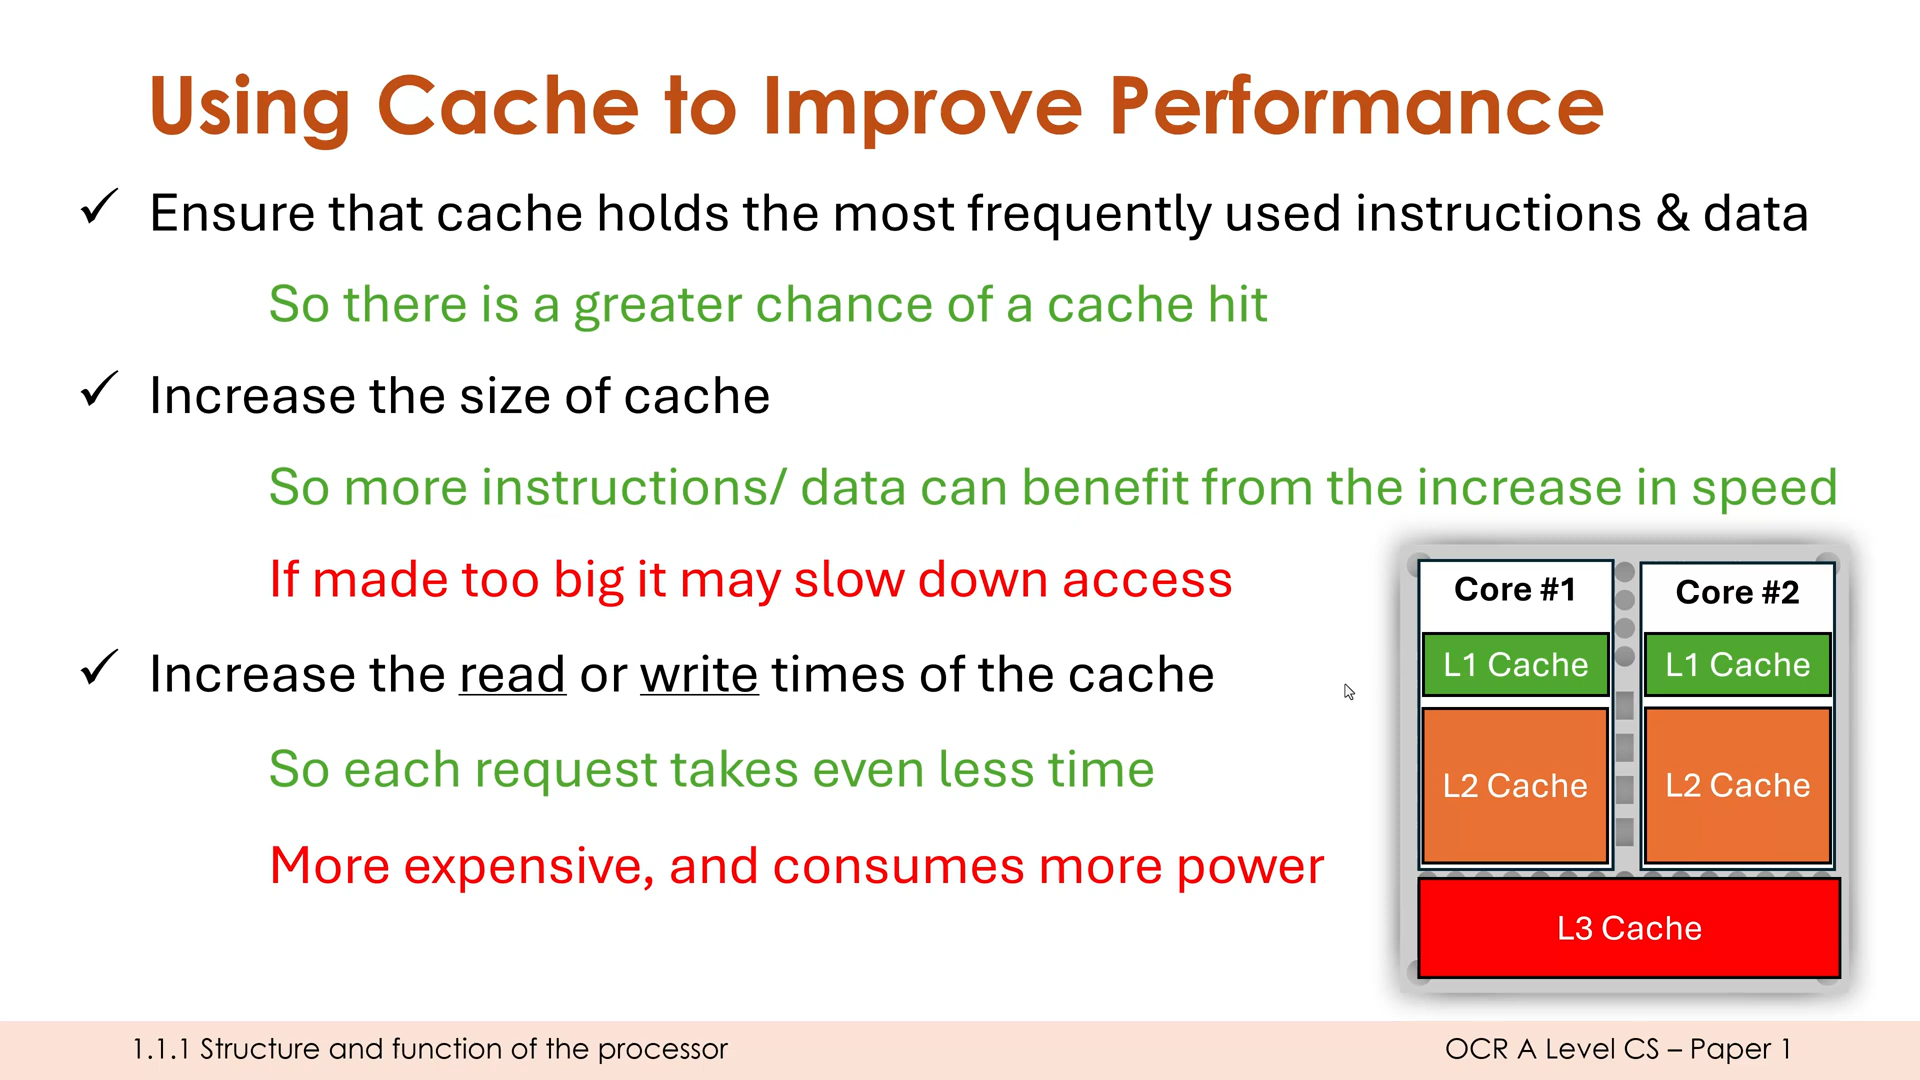 Using Cache to Improve Performance
✓ Ensure that cache holds the most frequently used instructions & data
So there is a greater chance of a cache hit
✓ Increase the size of cache
So more instructions/ data can benefit from the increase in speed
If made too big it may slow down access
✓ Increase the read or write times of the cache
So each request takes even less time
More expensive, and consumes more power
Core #1
L1 Cache
L2 Cache
Core #2
L1 Cache
L2 Cache
L3 Cache
1.1.1 Structure and function of the processor
OCR A Level CS – Paper 1